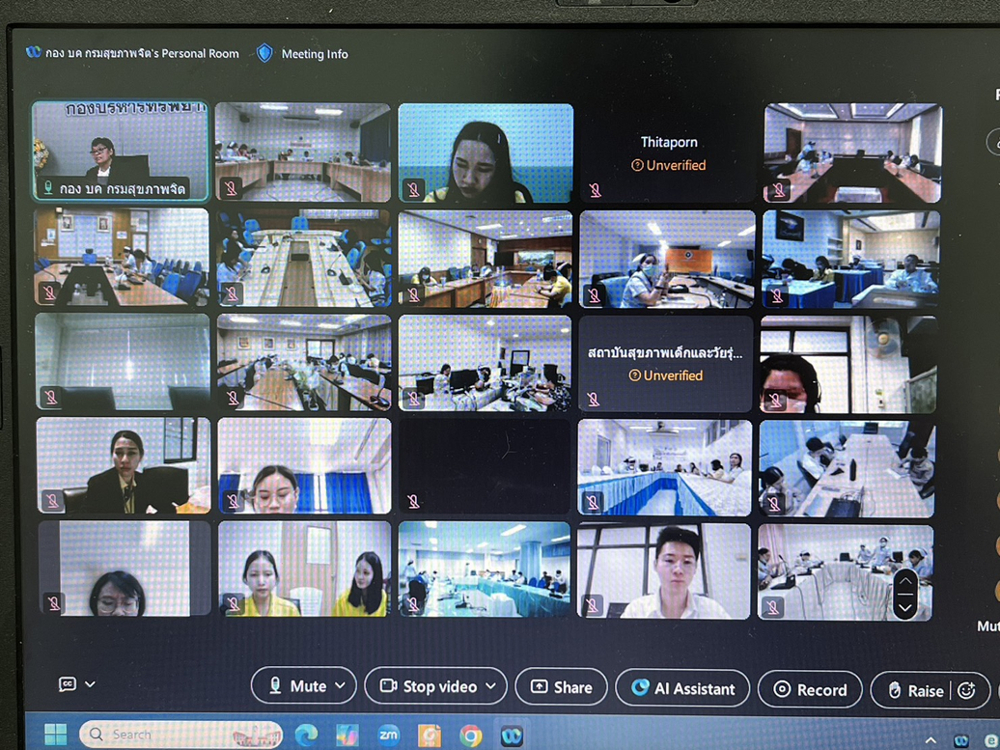 กอง บค กรมสุขภาพจิต's Personal Room
Meeting Info
กองบริหารทรัพยา
กอง บค กรมสุขภาพจิต
Thitaporn
Unverified
สถาบันสุขภาพเด็กและวัยรุ่...
Unverified
Mut
CC
Mute
Stop video
Share
AI Assistant
Record
Raise
Search
zm